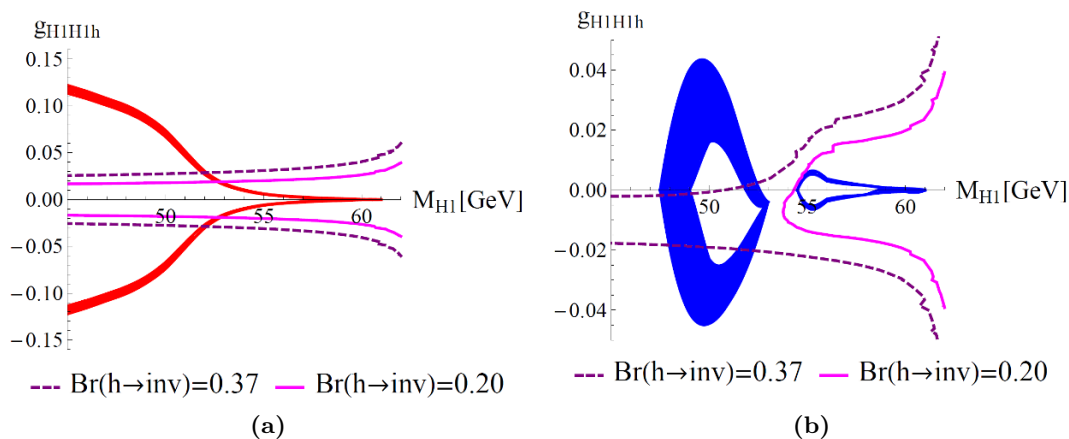 gH1H1h
0.15
0.10
0.05
0.00
−0.05
−0.10
−0.15
50
55
60
MH1[GeV]
Br(h→inv)=0.37
Br(h→inv)=0.20
(a)
gH1H1h
0.04
0.02
0.00
−0.02
−0.04
50
55
60
MH1[GeV]
Br(h→inv)=0.37
Br(h→inv)=0.20
(b)